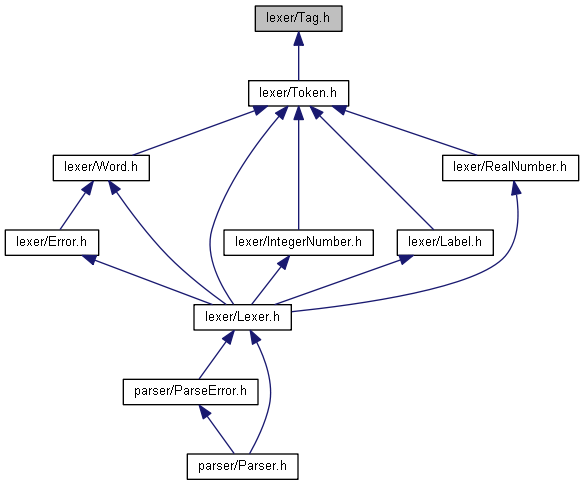 lexer/Tag.h
lexer/Token.h
lexer/Word.h
lexer/RealNumber.h
lexer/Error.h
lexer/IntegerNumber.h
lexer/Label.h
lexer/Lexer.h
parser/ParseError.h
parser/Parser.h